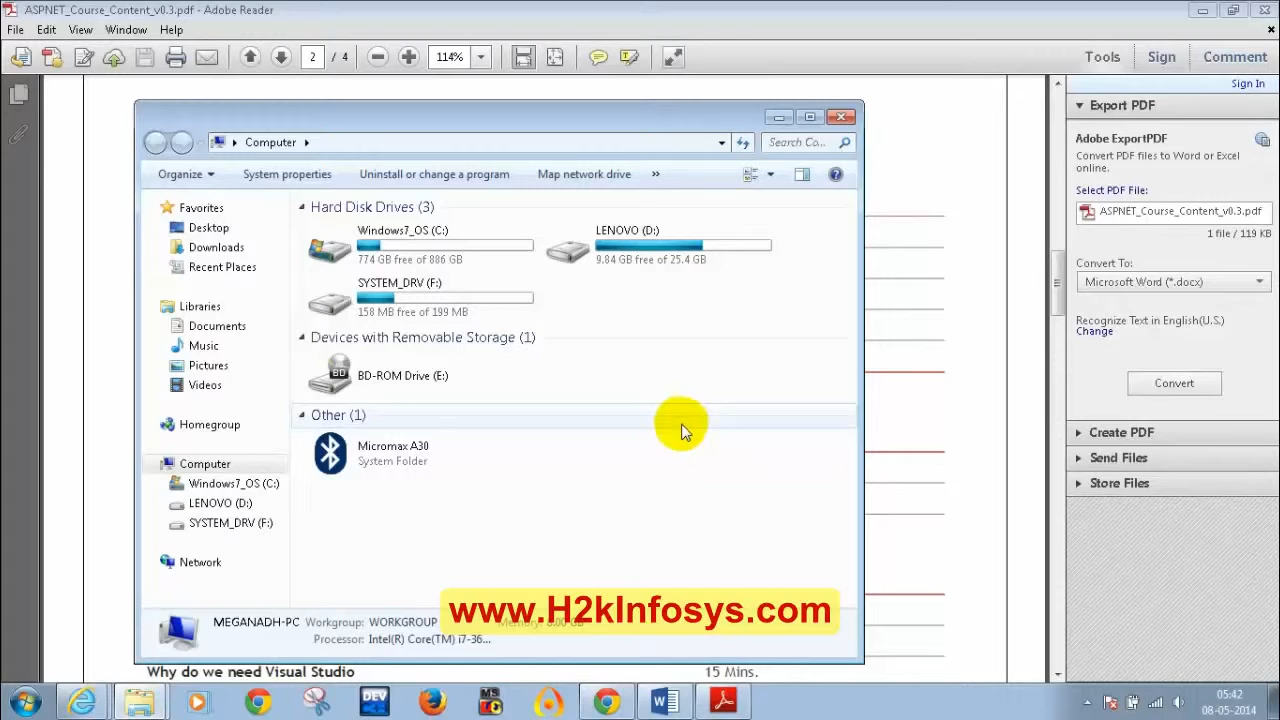 ASPNET_Course_Content_v0.3.pdf - Adobe Reader
File Edit View Window Help
2 / 4 114% Tools Sign Comment
Sign In
Export PDF
Adobe ExportPDF
Convert PDF files to Word or Excel
online.
Select PDF File:
ASPNET_Course_Content_v0.3.pdf
1 file / 119 KB
Convert To:
Microsoft Word (*.docx)
Recognize Text in English(U.S.)
Change
Convert
Create PDF
Send Files
Store Files
Computer Search Co...
Organize System properties Uninstall or change a program Map network drive »
Favorites
Desktop
Downloads
Recent Places
Libraries
Documents
Music
Pictures
Videos
Homegroup
Computer
Windows7_OS (C:)
LENOVO (D:)
SYSTEM_DRV (F:)
Network
Hard Disk Drives (3)
Windows7_OS (C:)
774 GB free of 886 GB
LENOVO (D:)
9.84 GB free of 25.4 GB
SYSTEM_DRV (F:)
158 MB free of 199 MB
Devices with Removable Storage (1)
BD
BD-ROM Drive (E:)
Other (1)
Micromax A30
System Folder
www.H2kInfosys.com
MEGANADH-PC Workgroup: WORKGROUP Memory: 8.00 GB
Processor: Intel(R) Core(TM) i7-36...
Why do we need Visual Studio 15 Mins.
DEV
MS
05:42
08-05-2014